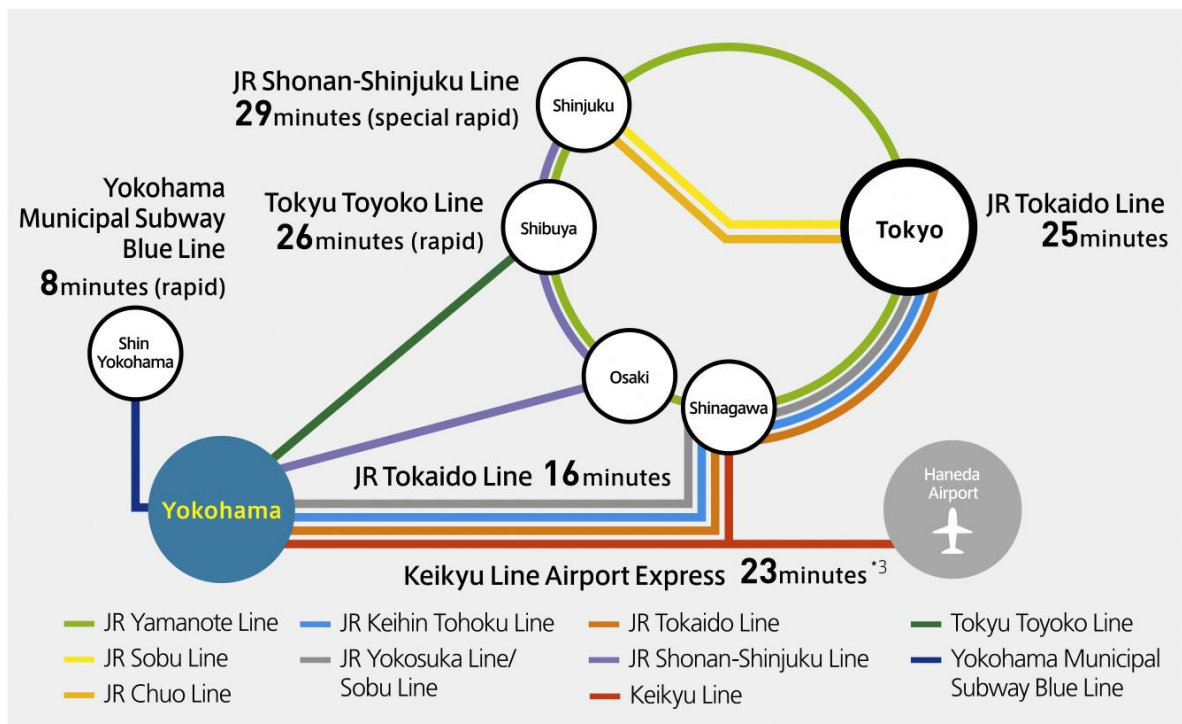 JR Shonan-Shinjuku Line
29minutes (special rapid)
Shinjuku
Yokohama
Municipal Subway
Blue Line
8minutes (rapid)
Tokyu Toyoko Line
26minutes (rapid)
Shibuya
Tokyo
JR Tokaido Line
25minutes
Shin
Yokohama
Osaki
Shinagawa
JR Tokaido Line 16minutes
Haneda
Airport
Yokohama
Keikyu Line Airport Express 23minutes*3
JR Yamanote Line
JR Keihin Tohoku Line
JR Tokaido Line
Tokyu Toyoko Line
JR Sobu Line
JR Yokosuka Line/
Sobu Line
JR Shonan-Shinjuku Line
Yokohama Municipal
Subway Blue Line
JR Chuo Line
Keikyu Line